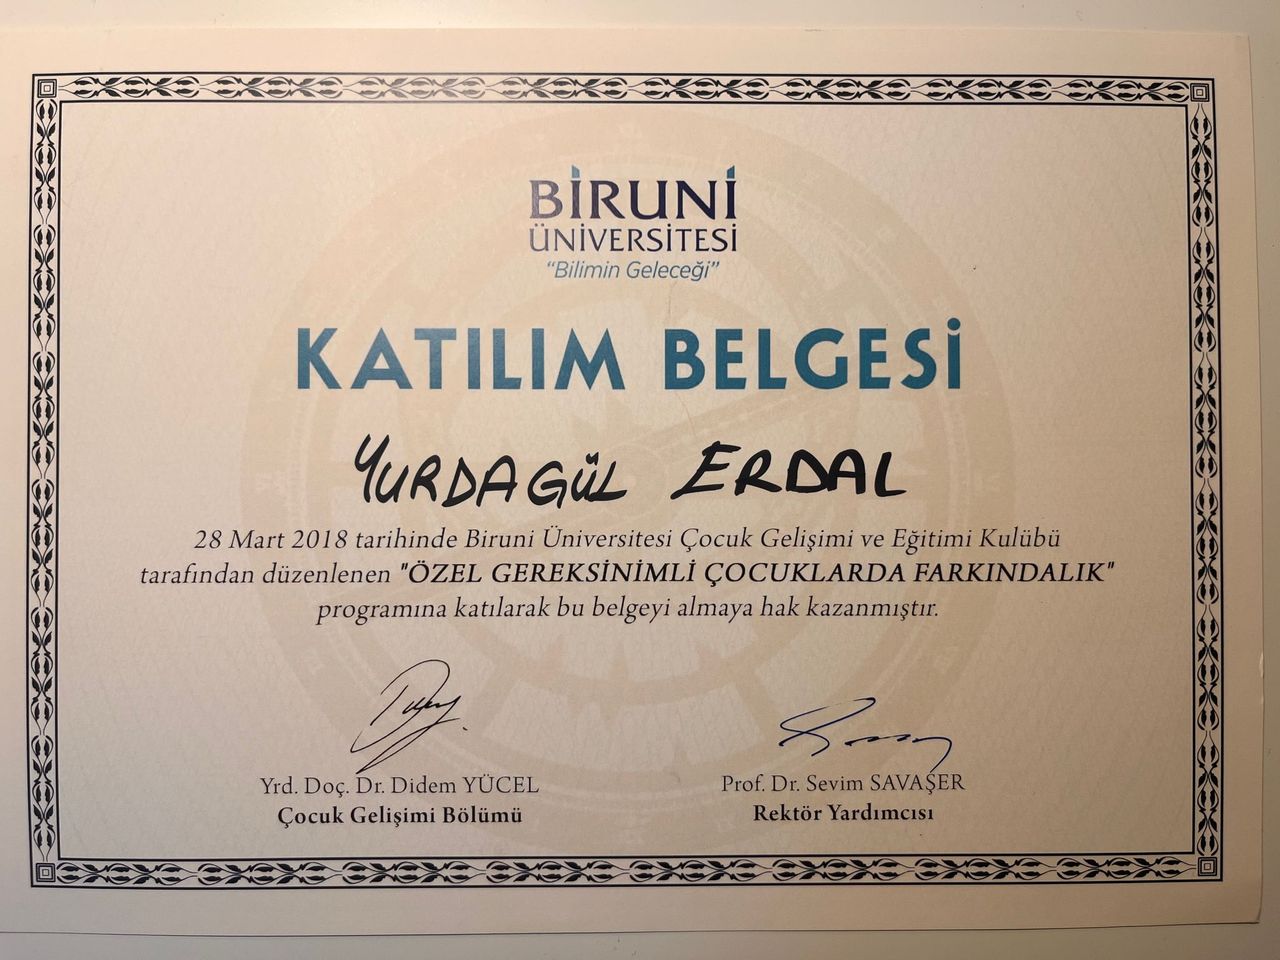 BİRUNİ
ÜNİVERSİTESİ
“Bilimin Geleceği”
KATILIM BELGESİ
YURDAGÜL ERDAL
28 Mart 2018 tarihinde Biruni Üniversitesi Çocuk Gelişimi ve Eğitimi Kulübü
tarafından düzenlenen "ÖZEL GEREKSİNİMLİ ÇOCUKLARDA FARKINDALIK"
programına katılarak bu belgeyi almaya hak kazanmıştır.
Yrd. Doç. Dr. Didem YÜCEL
Çocuk Gelişimi Bölümü
Prof. Dr. Sevim SAVAŞER
Rektör Yardımcısı